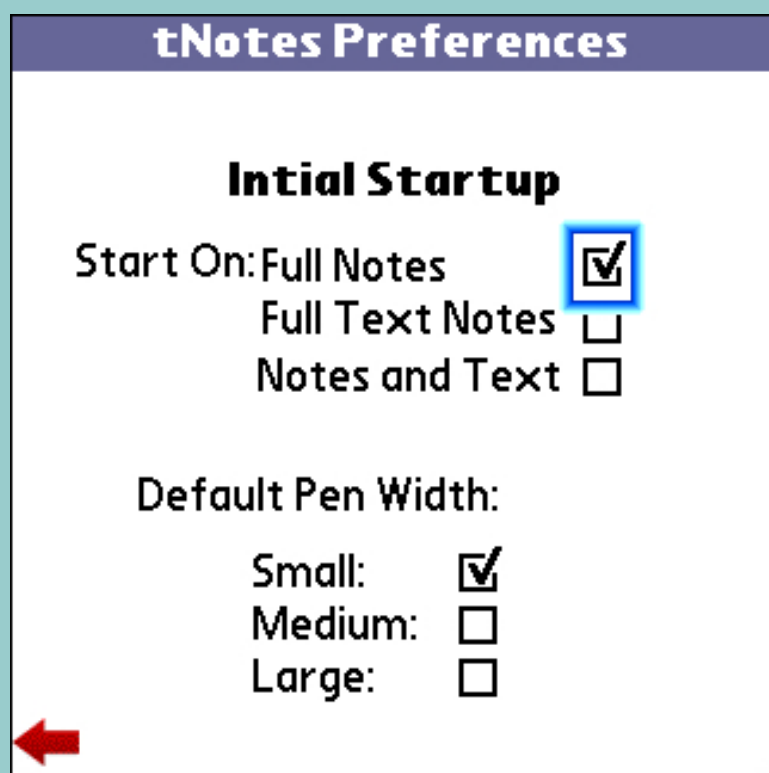 tNotes Preferences
Intial Startup
Start On: Full Notes
Full Text Notes
Notes and Text
Default Pen Width:
Small:
Medium:
Large: